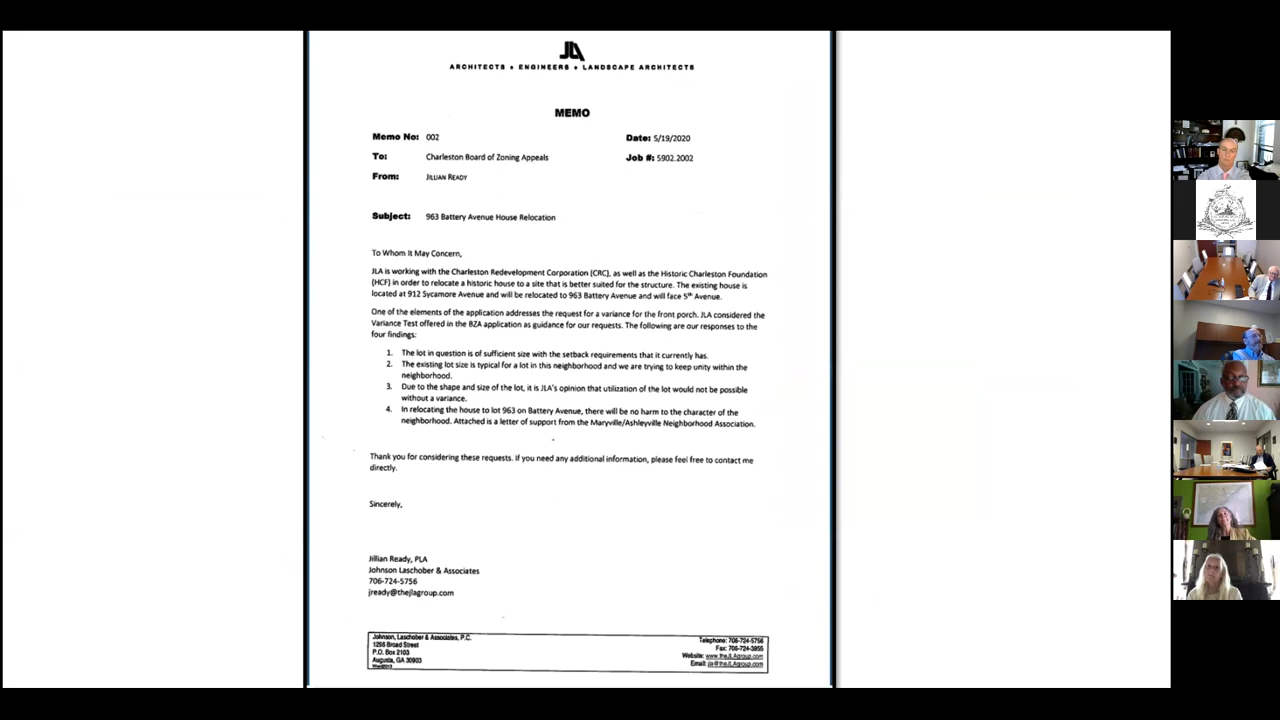 JLA
ARCHITECTS • ENGINEERS • LANDSCAPE ARCHITECTS
MEMO
Memo No: 002
Date: 5/19/2020
To: Charleston Board of Zoning Appeals
Job #: 5902.2002
From: JILLIAN READY
Subject: 963 Battery Avenue House Relocation
To Whom It May Concern,
JLA is working with the Charleston Redevelopment Corporation (CRC), as well as the Historic Charleston Foundation
(HCF) in order to relocate a historic house to a site that is better suited for the structure. The existing house is
located at 912 Sycamore Avenue and will be relocated to 963 Battery Avenue and will face 5th Avenue.
One of the elements of the application addresses the request for a variance for the front porch. JLA considered the
Variance Test offered in the BZA application as guidance for our requests. The following are our responses to the
four findings:
1. The lot in question is of sufficient size with the setback requirements that it currently has.
2. The existing lot size is typical for a lot in this neighborhood and we are trying to keep unity within the
neighborhood.
3. Due to the shape and size of the lot, it is JLA's opinion that utilization of the lot would not be possible
without a variance.
4. In relocating the house to lot 963 on Battery Avenue, there will be no harm to the character of the
neighborhood. Attached is a letter of support from the Maryville/Ashleyville Neighborhood Association.
Thank you for considering these requests. If you need any additional information, please feel free to contact me
directly.
Sincerely,
Jillian Ready, PLA
Johnson Laschober & Associates
706-724-5756
jready@thejlagroup.com
Johnson, Laschober & Associates, P.C.
1296 Broad Street
P.O. Box 2103
Augusta, GA 30903
Telephone: 706-724-5756
Fax: 706-724-3955
Website: www.theJLAgroup.com
Email: jla@theJLAgroup.com